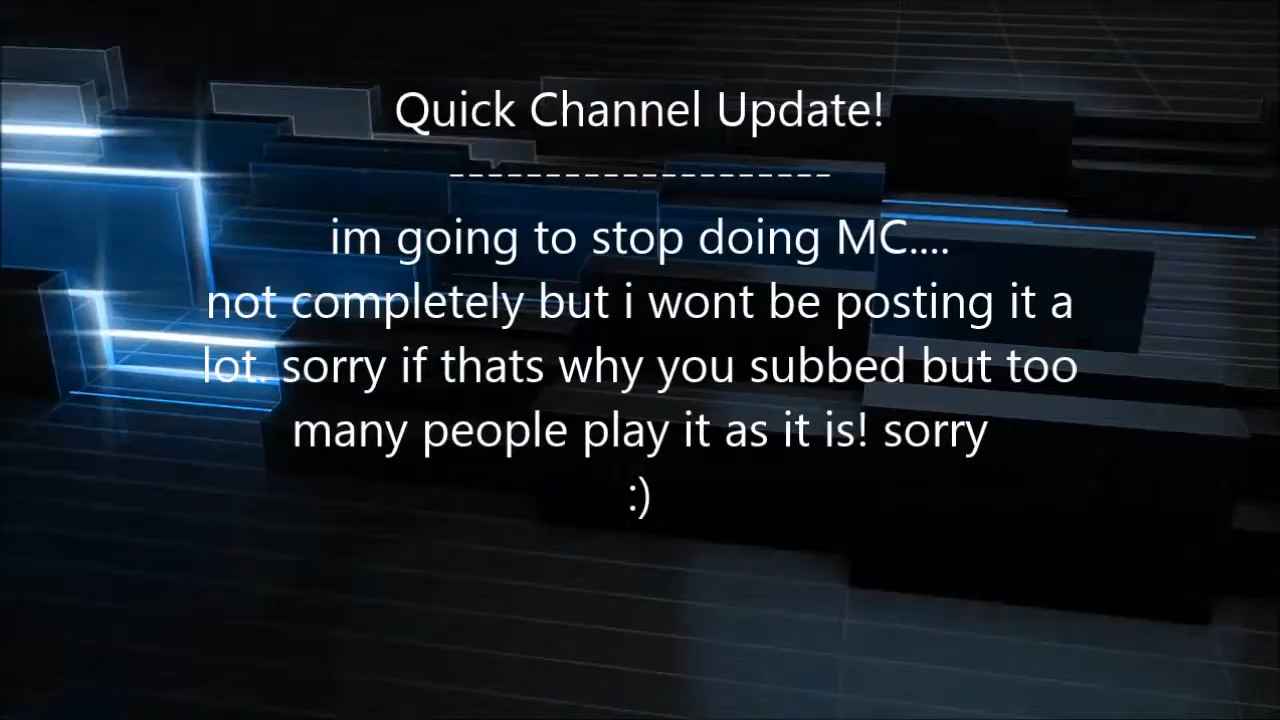 Quick Channel Update!
--------------------
im going to stop doing MC....
not completely but i wont be posting it a
lot. sorry if thats why you subbed but too
many people play it as it is! sorry
:)